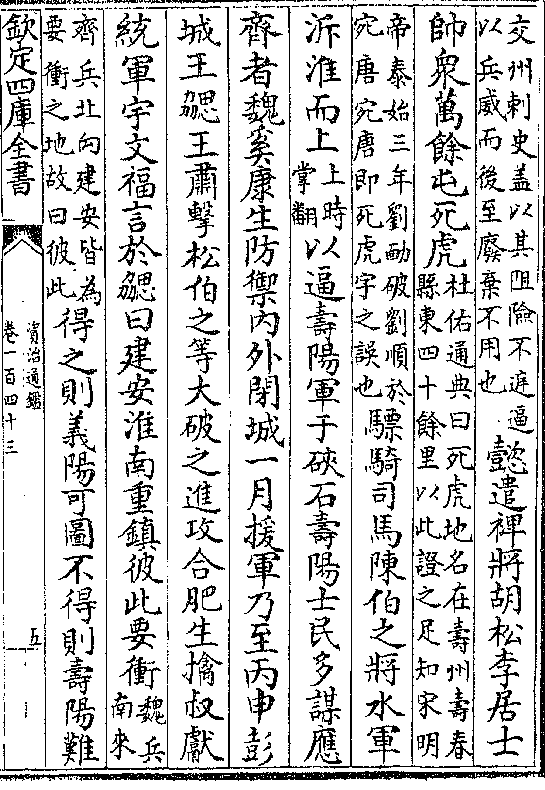 交州刺史盖以其阻險不遑逼
以兵威而後至廢棄不用也
懿遣裨將胡松李居士
帥衆萬餘屯死虎
杜佑通典曰死虎地名在壽州壽春
縣東四十餘里以此證之足知宋明
帝泰始三年劉勔破劉順於
宛唐宛唐即死虎字之誤也
驃騎司馬陳伯之將水軍
泝淮而上
上時
掌翻
以逼壽陽軍于硤石壽陽士民多謀應
齊者魏奚康生防禦内外閉城一月援軍乃至丙申彭
城王勰王肅擊松伯之等大破之進攻合肥生擒叔獻
統軍宇文福言於勰曰建安淮南重鎮彼此要衝
魏兵
南來
齊兵北向建安皆為
要衝之地故曰彼此
得之則義陽可圖不得則壽陽難
欽定四庫全書
資治通鑑
卷一百四十三
五